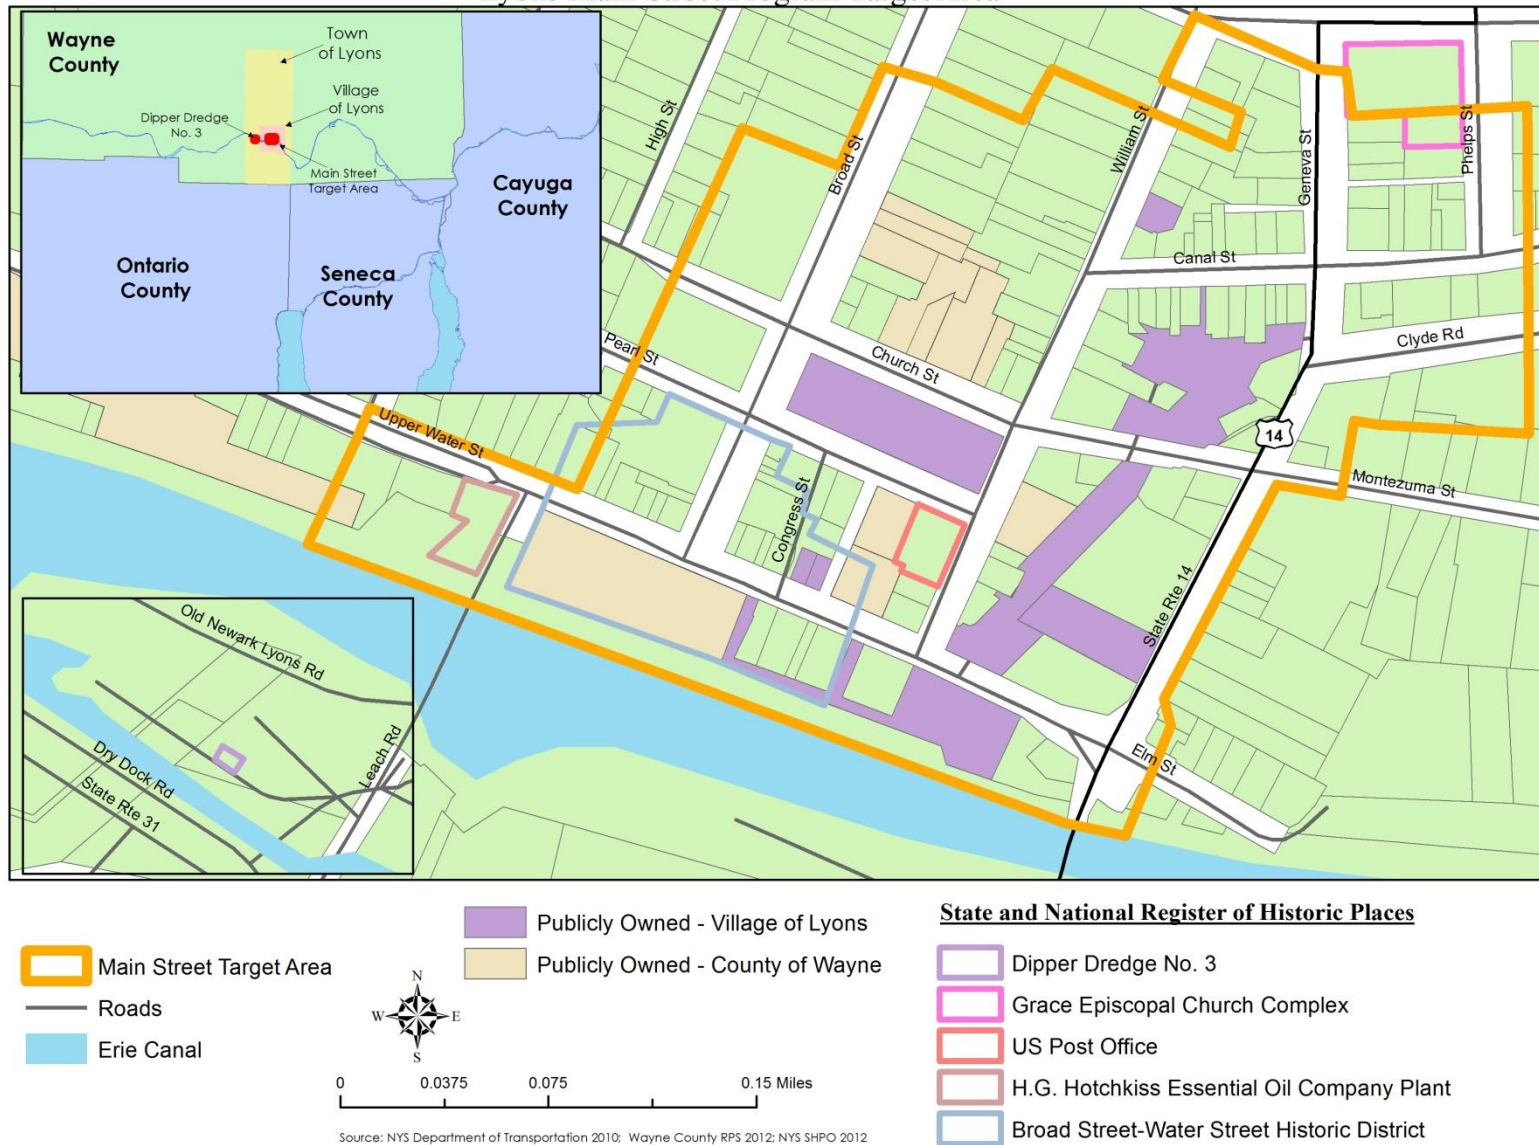 Lyons Main Street Program Target Area
Wayne
County
Town
of Lyons
Village
of Lyons
Dipper Dredge
No. 3
Main Street
Target Area
Cayuga
County
Ontario
County
Seneca
County
High St
Broad St
William St
Geneva St
Phelps St
Canal St
Clyde Rd
Church St
Pearl St
Upper Water St
Congress St
14
Montezuma St
State Rte 14
Elm St
Old Newark Lyons Rd
Dry Dock Rd
State Rte 31
Leach Rd
Main Street Target Area
Roads
Erie Canal
Publicly Owned - Village of Lyons
Publicly Owned - County of Wayne
N
W
E
S
0
0.0375
0.075
0.15 Miles
Source: NYS Department of Transportation 2010; Wayne County RPS 2012; NYS SHPO 2012
State and National Register of Historic Places
Dipper Dredge No. 3
Grace Episcopal Church Complex
US Post Office
H.G. Hotchkiss Essential Oil Company Plant
Broad Street-Water Street Historic District